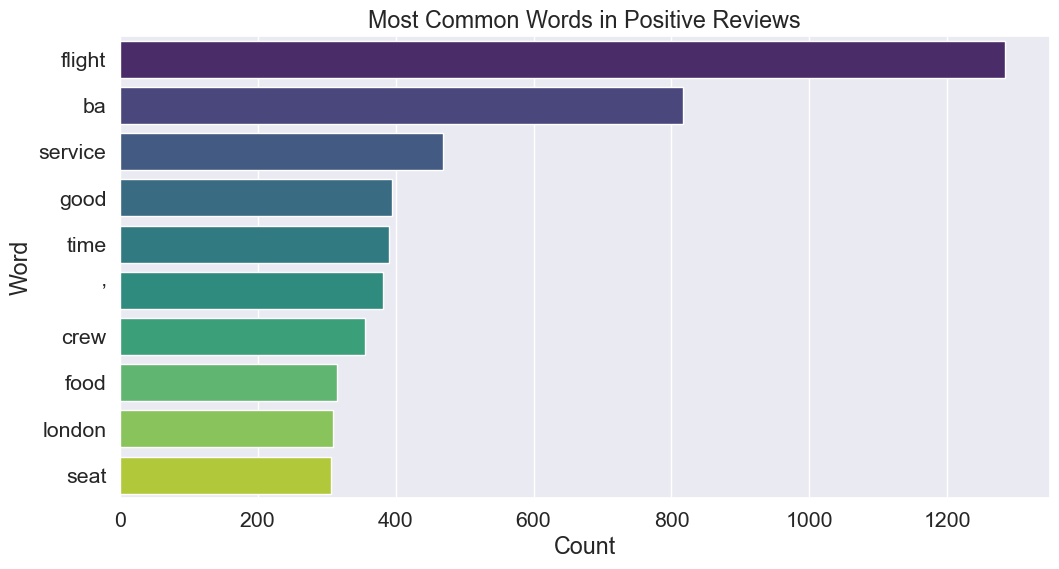 Most Common Words in Positive Reviews
flight
ba
service
good
time
’
crew
food
london
seat
Word
0 200 400 600 800 1000 1200
Count